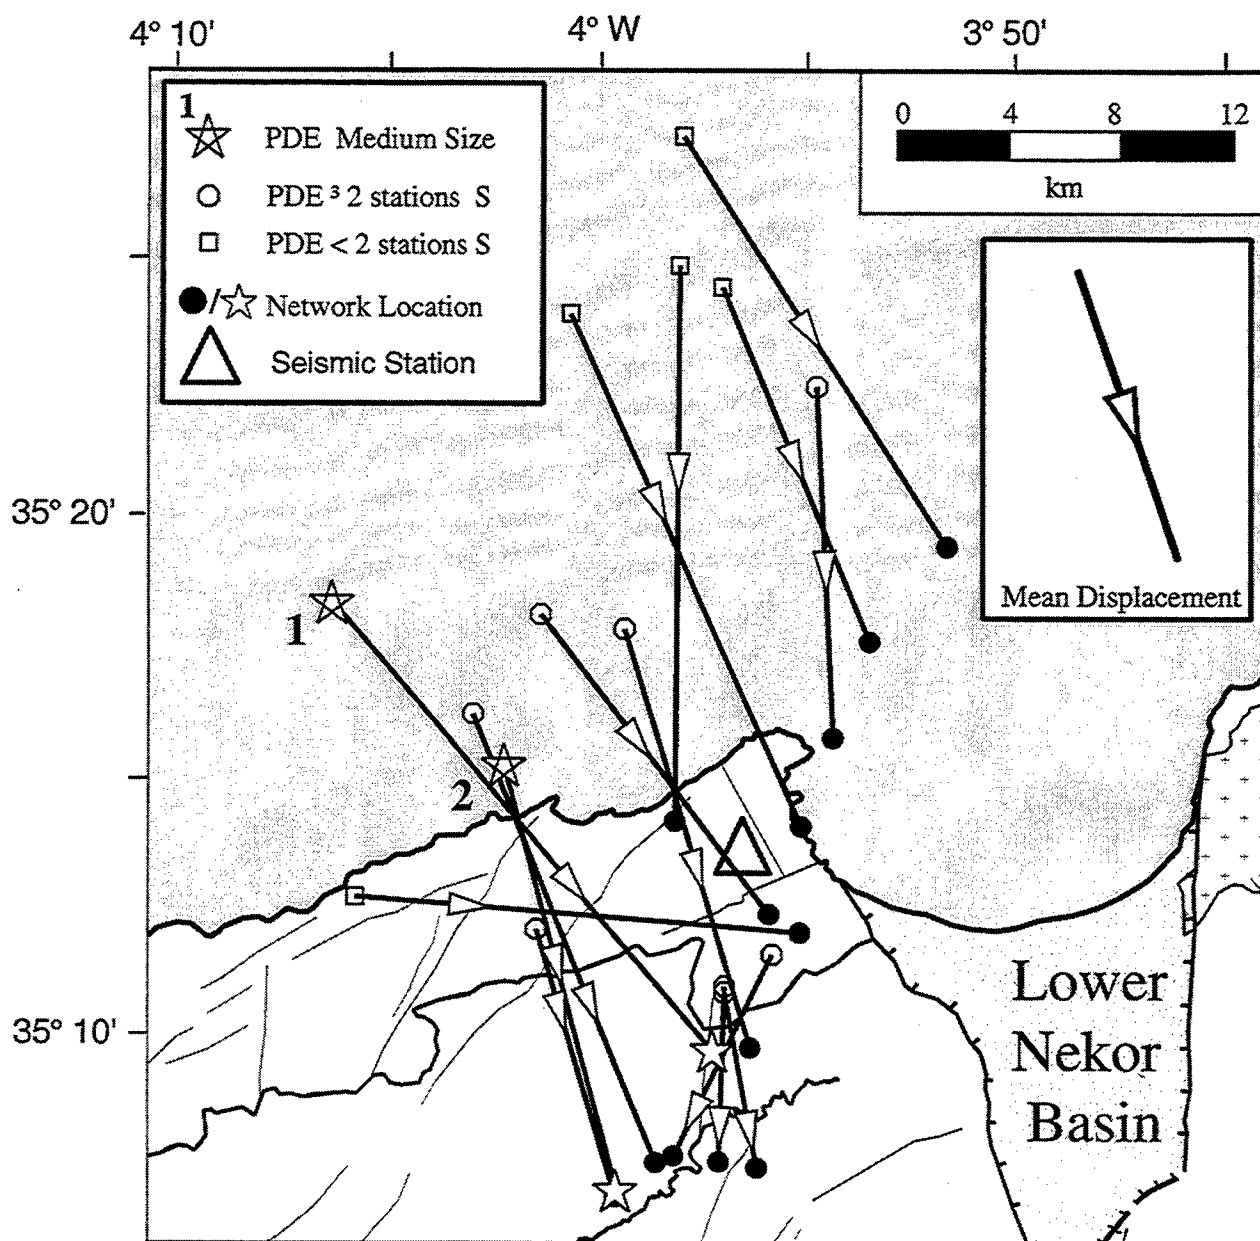 4° 10'
4° W
3° 50'
1
PDE Medium Size
PDE ³ 2 stations S
PDE < 2 stations S
/ Network Location
Seismic Station
0 4 8 12
km
Mean Displacement
35° 20'
1
2
35° 10'
Lower
Nekor
Basin